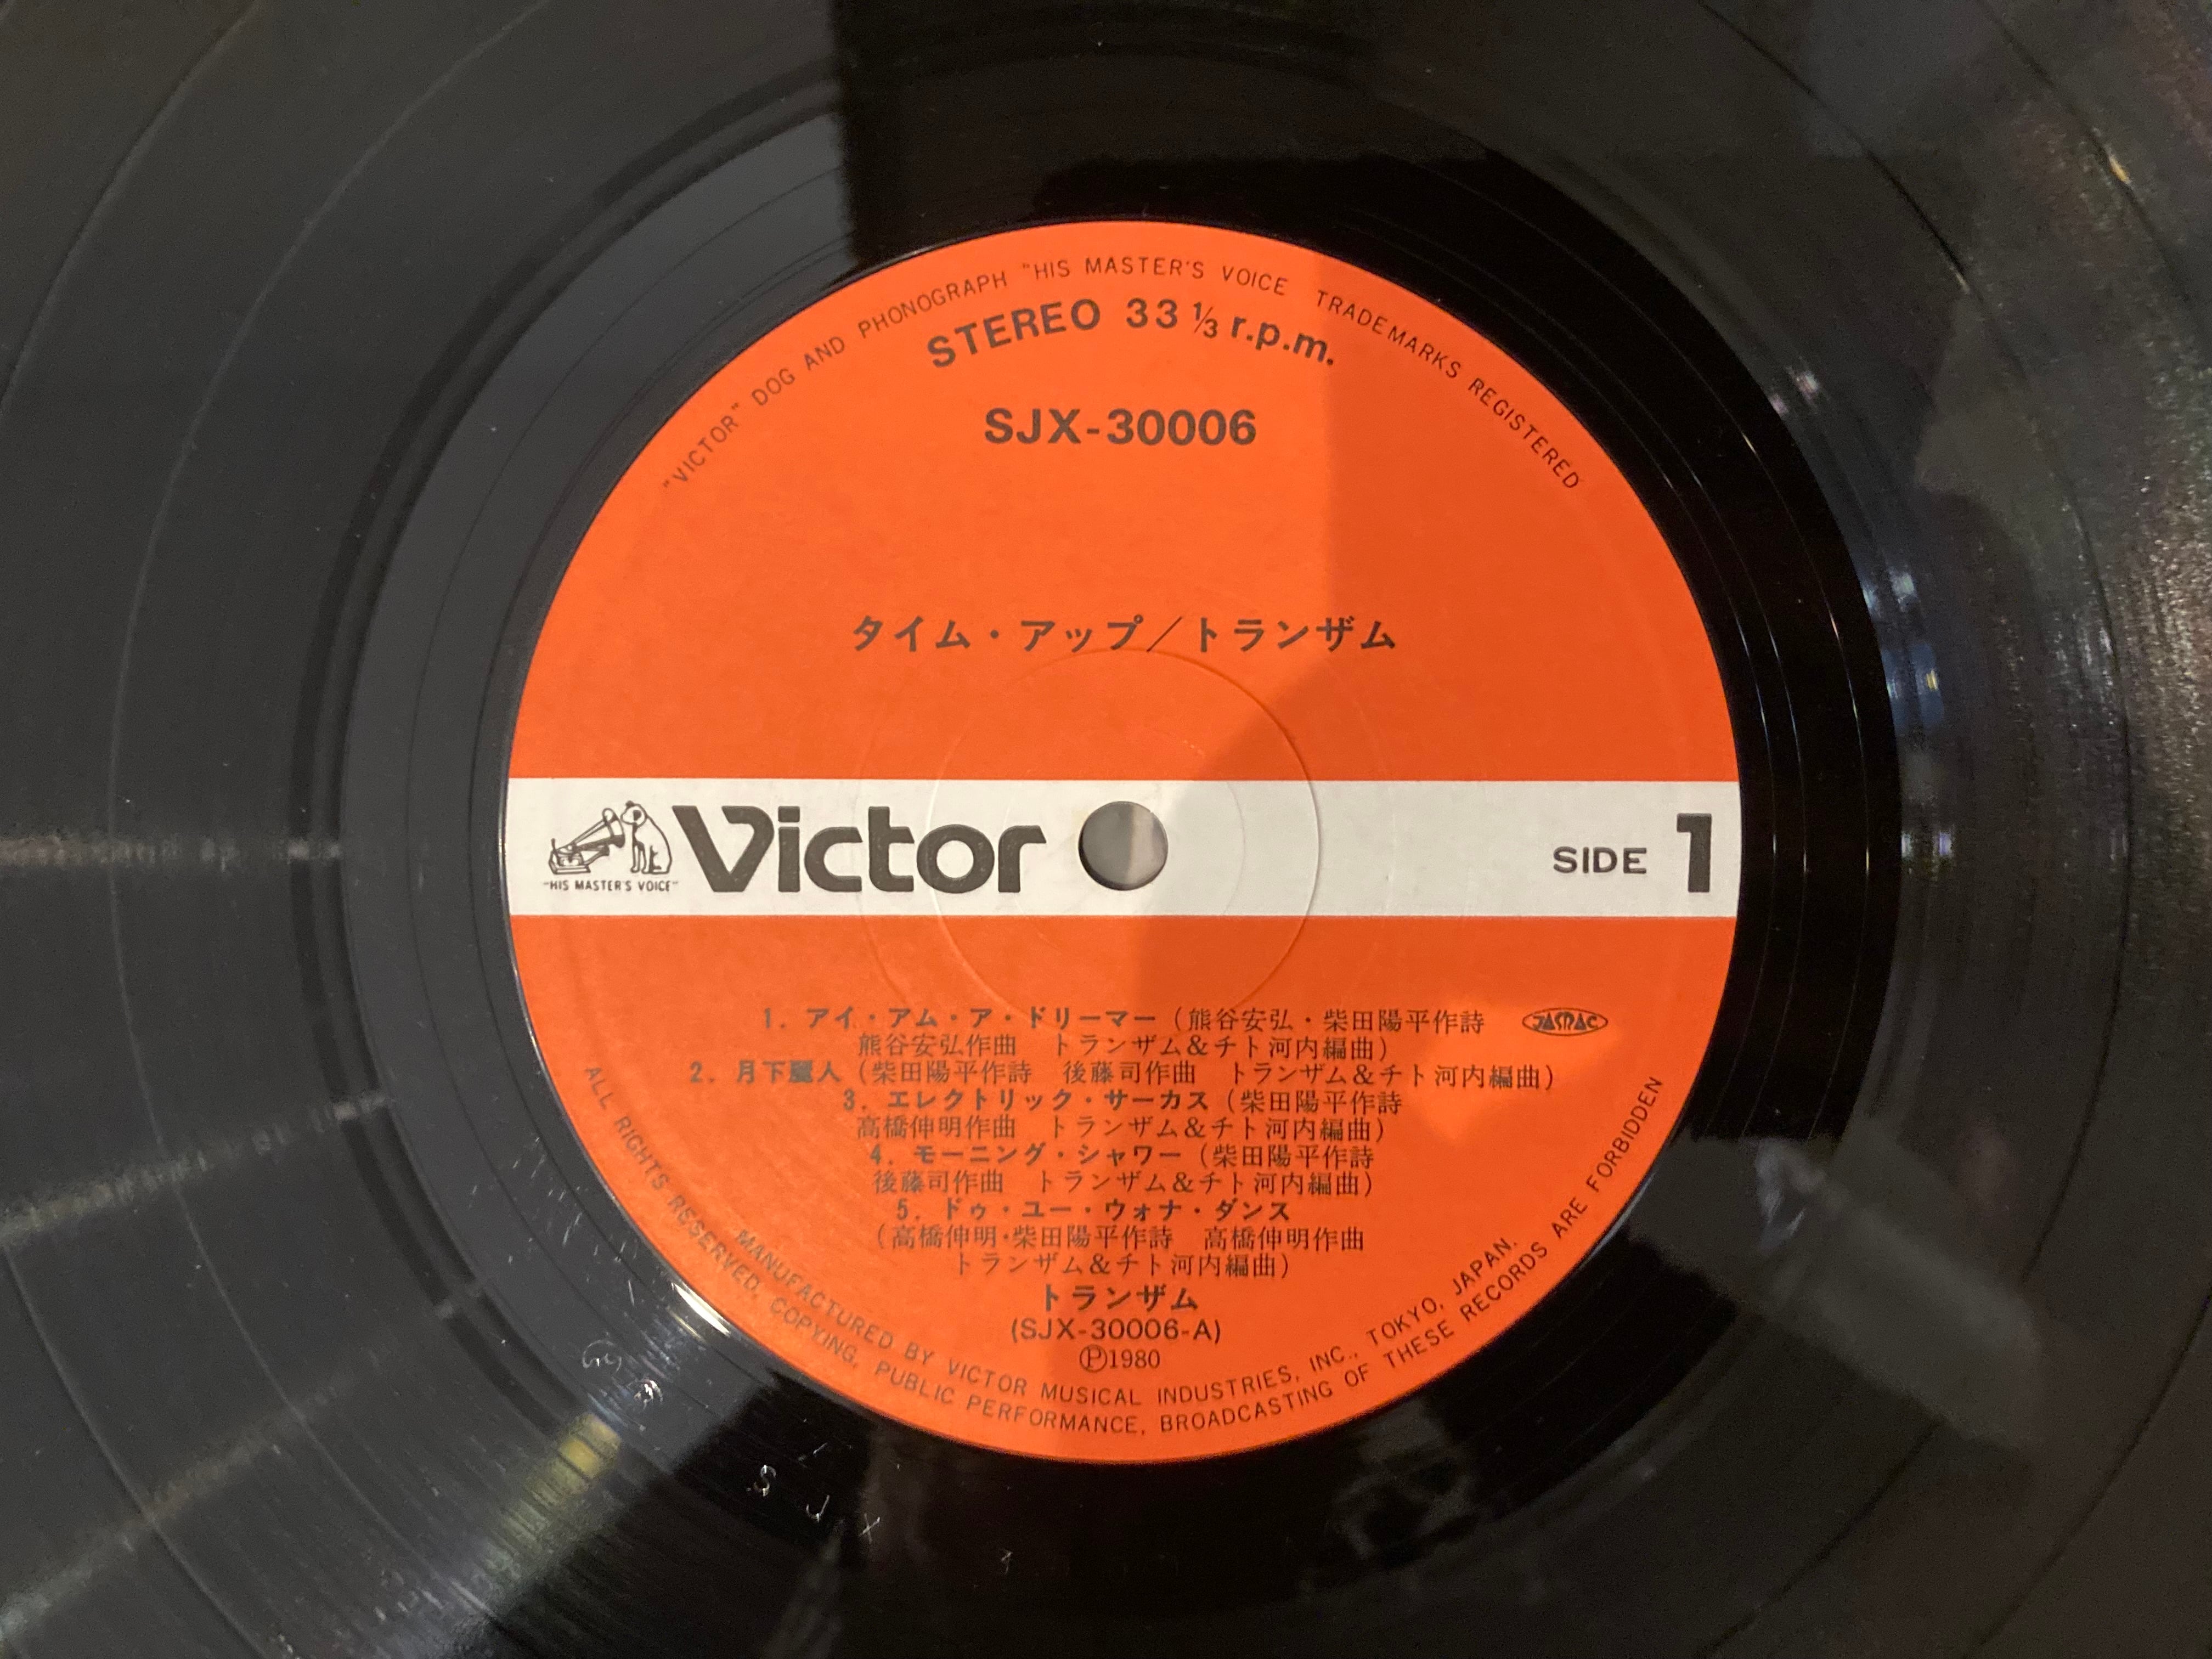 "VICTOR" DOG AND PHONOGRAPH "HIS MASTER'S VOICE TRADEMARKS REGISTERED
STEREO 33 1/3 r.p.m.
SJX-30006
タイム・アップ／トランザム
"HIS MASTER'S VOICE"
Victor
SIDE 1
1. アイ・アム・ア・ドリーマー（熊谷安弘・柴田陽平作詩
JASRAC
熊谷安弘作曲　トランザム&チト河内編曲）
2. 月下麗人（柴田陽平作詩　後藤司作曲　トランザム&チト河内編曲）
3. エレクトリック・サーカス（柴田陽平作詩
高橋伸明作曲　トランザム&チト河内編曲）
4. モーニング・シャワー（柴田陽平作詩
後藤司作曲　トランザム&チト河内編曲）
5. ドゥ・ユー・ウォナ・ダンス
（高橋伸明・柴田陽平作詩　高橋伸明作曲
トランザム&チト河内編曲）
トランザム
(SJX-30006-A)
Ⓟ1980
MANUFACTURED BY VICTOR MUSICAL INDUSTRIES, INC., TOKYO, JAPAN.
ALL RIGHTS RESERVED, COPYING, PUBLIC PERFORMANCE, BROADCASTING OF THESE RECORDS ARE FORBIDDEN
S J X